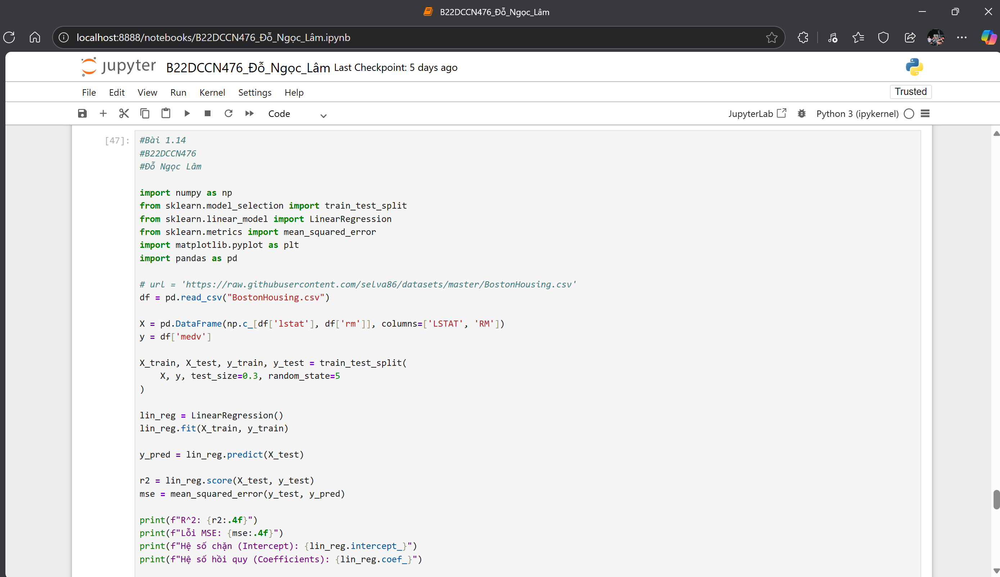 B22DCCN476_Đỗ_Ngọc_Lâm
localhost:8888/notebooks/B22DCCN476_Đỗ_Ngọc_Lâm.ipynb
jupyter B22DCCN476_Đỗ_Ngọc_Lâm Last Checkpoint: 5 days ago
File Edit View Run Kernel Settings Help Trusted
Code JupyterLab Python 3 (ipykernel)
[47]: #Bài 1.14
#B22DCCN476
#Đỗ Ngọc Lâm
import numpy as np
from sklearn.model_selection import train_test_split
from sklearn.linear_model import LinearRegression
from sklearn.metrics import mean_squared_error
import matplotlib.pyplot as plt
import pandas as pd
# url = 'https://raw.githubusercontent.com/selva86/datasets/master/BostonHousing.csv'
df = pd.read_csv("BostonHousing.csv")
X = pd.DataFrame(np.c_[df['lstat'], df['rm']], columns=['LSTAT', 'RM'])
y = df['medv']
X_train, X_test, y_train, y_test = train_test_split(
    X, y, test_size=0.3, random_state=5
)
lin_reg = LinearRegression()
lin_reg.fit(X_train, y_train)
y_pred = lin_reg.predict(X_test)
r2 = lin_reg.score(X_test, y_test)
mse = mean_squared_error(y_test, y_pred)
print(f"R^2: {r2:.4f}")
print(f"Lỗi MSE: {mse:.4f}")
print(f"Hệ số chặn (Intercept): {lin_reg.intercept_}")
print(f"Hệ số hồi quy (Coefficients): {lin_reg.coef_}")